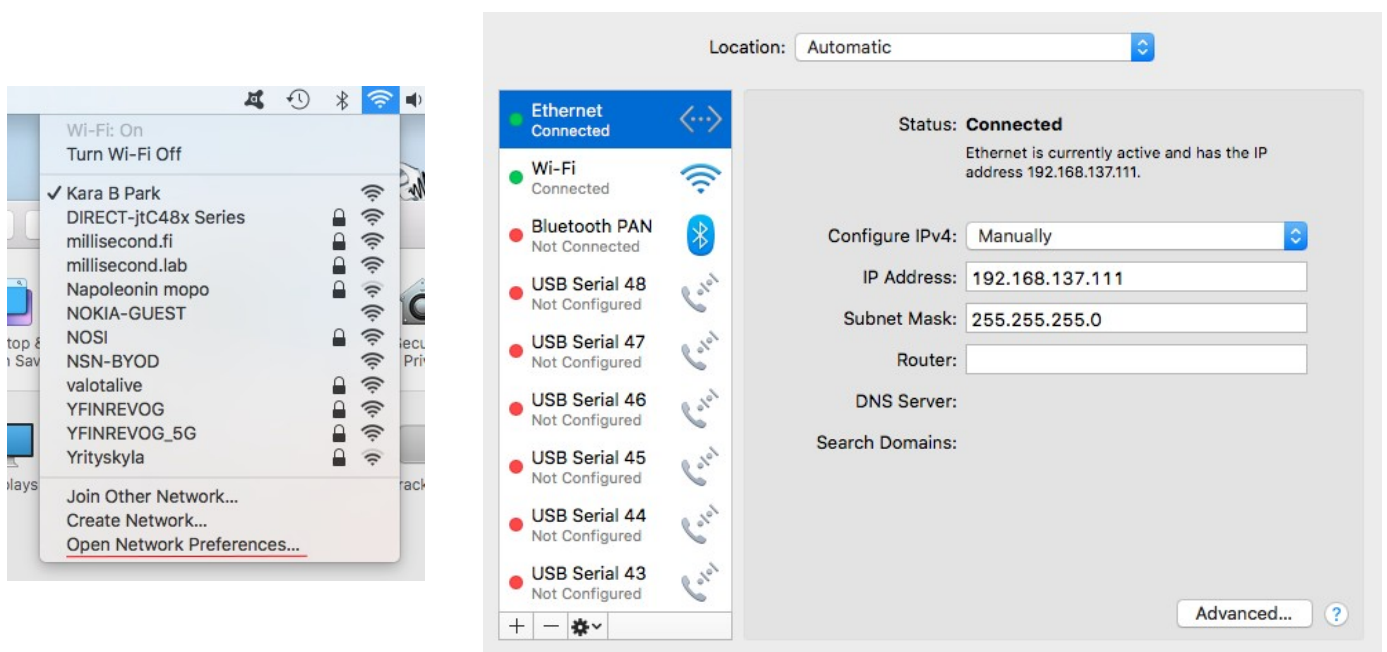 Wi-Fi: On
Turn Wi-Fi Off
Kara B Park
DIRECT-jtC48x Series
millisecond.fi
millisecond.lab
Napoleonin mopo
NOKIA-GUEST
NOSI
NSN-BYOD
valotalive
YFINREVOG
YFINREVOG_5G
Yrityskyla
Join Other Network...
Create Network...
Open Network Preferences...
top &
Sav
plays
Pri
rack
Location: Automatic
Ethernet
Connected
Wi-Fi
Connected
Bluetooth PAN
Not Connected
USB Serial 48
Not Configured
USB Serial 47
Not Configured
USB Serial 46
Not Configured
USB Serial 45
Not Configured
USB Serial 44
Not Configured
USB Serial 43
Not Configured
Status: Connected
Ethernet is currently active and has the IP
address 192.168.137.111.
Configure IPv4: Manually
IP Address: 192.168.137.111
Subnet Mask: 255.255.255.0
Router:
DNS Server:
Search Domains:
Advanced... ?